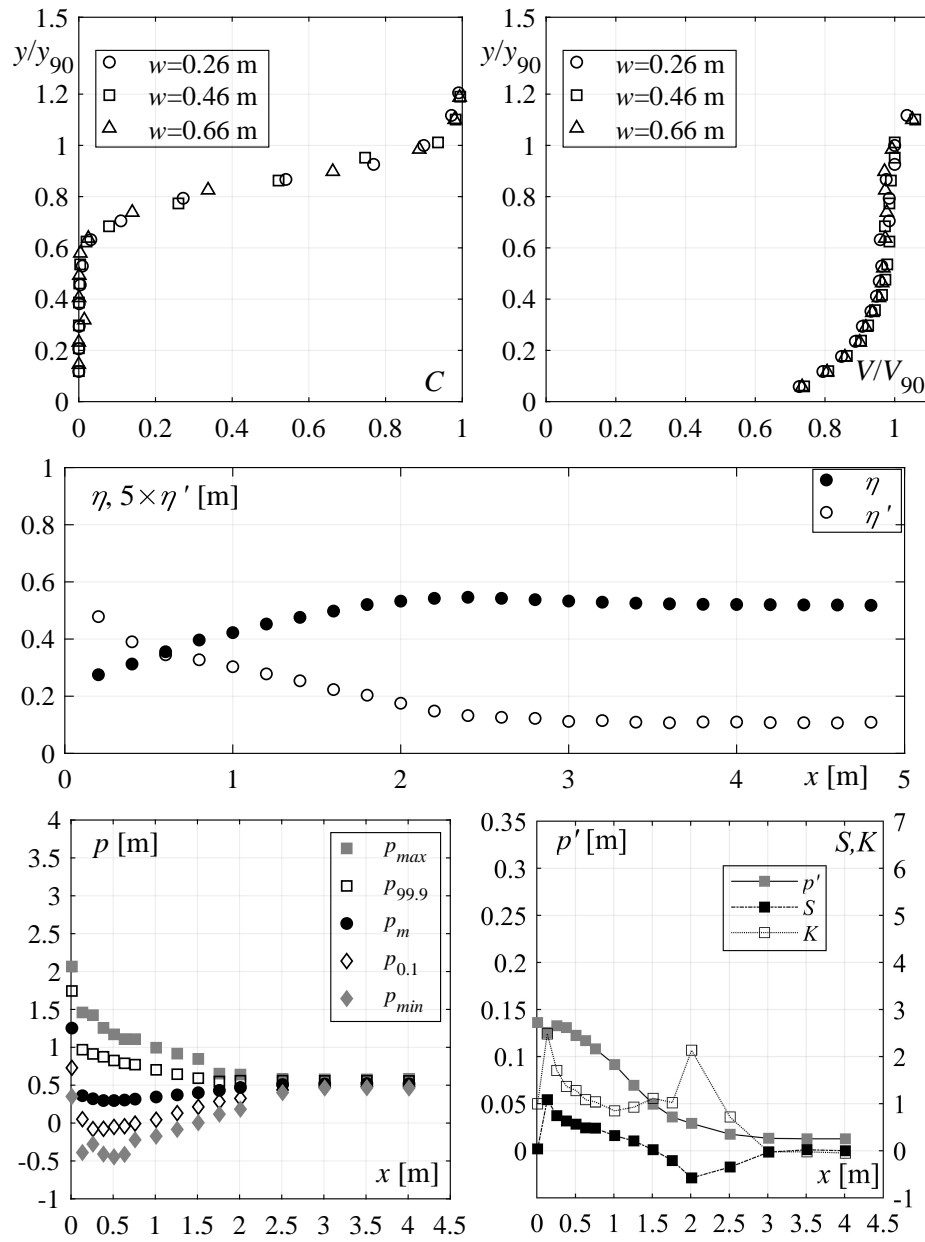 1.5
y/y90
1.2
1
0.8
0.6
0.4
0.2
0
w=0.26 m
w=0.46 m
w=0.66 m
C
0 0.2 0.4 0.6 0.8 1
1.5
y/y90
1.2
1
0.8
0.6
0.4
0.2
0
w=0.26 m
w=0.46 m
w=0.66 m
V/V90
0 0.2 0.4 0.6 0.8 1
1
0.8
0.6
0.4
0.2
0
η, 5×η ' [m]
η
η '
0 1 2 3 4 x [m] 5
4
3.5
3
2.5
2
1.5
1
0.5
0
-0.5
-1
p [m]
pmax
p99.9
pm
p0.1
pmin
x [m]
0 0.5 1 1.5 2 2.5 3 3.5 4 4.5
0.35
0.3
0.25
0.2
0.15
0.1
0.05
0
p' [m]
S,K
p'
S
K
7
6
5
4
3
2
1
0
-1
x [m]
0 0.5 1 1.5 2 2.5 3 3.5 4 4.5